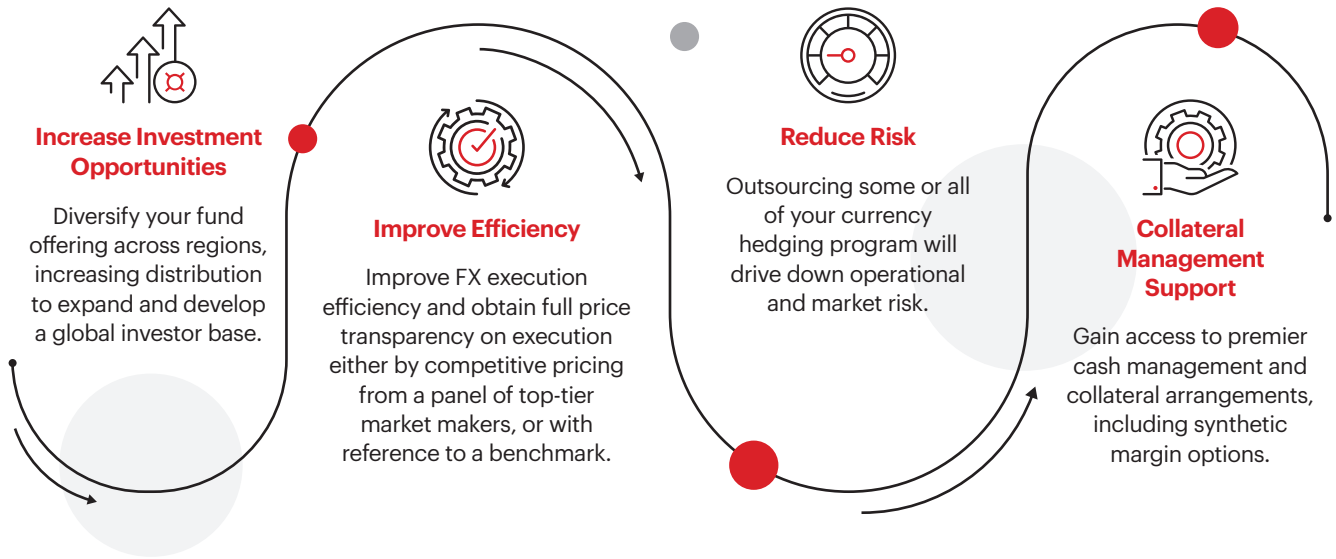 Increase Investment
Opportunities
Diversify your fund
offering across regions,
increasing distribution
to expand and develop
a global investor base.
Improve Efficiency
Improve FX execution
efficiency and obtain full price
transparency on execution
either by competitive pricing
from a panel of top-tier
market makers, or with
reference to a benchmark.
Reduce Risk
Outsourcing some or all
of your currency
hedging program will
drive down operational
and market risk.
Collateral
Management
Support
Gain access to premier
cash management and
collateral arrangements,
including synthetic
margin options.